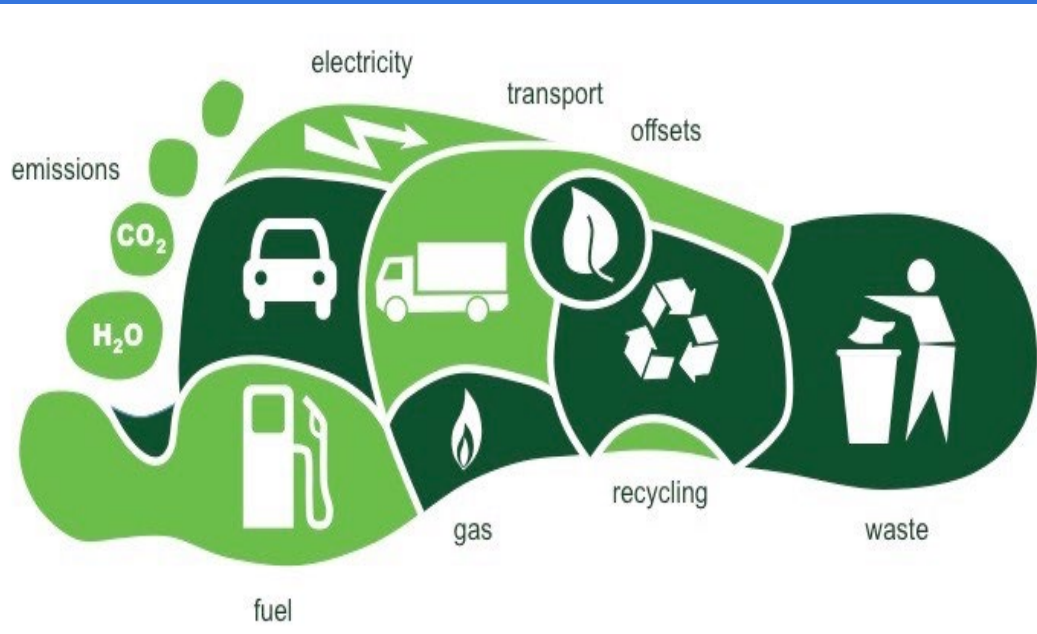 electricity
transport
offsets
emissions
CO₂
H₂O
recycling
gas
waste
fuel